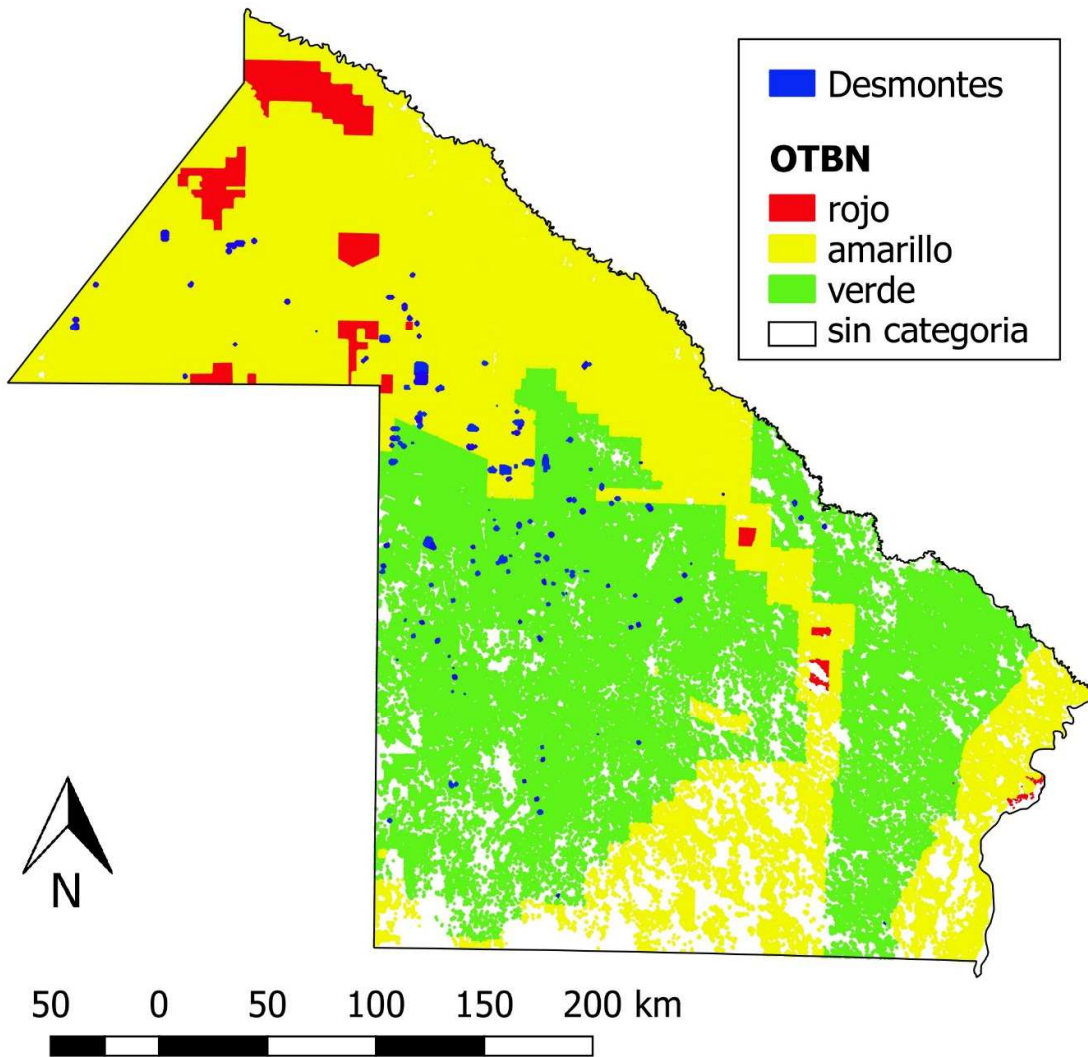 Desmontes
OTBN
rojo
amarillo
verde
sin categoria
N
50 0 50 100 150 200 km